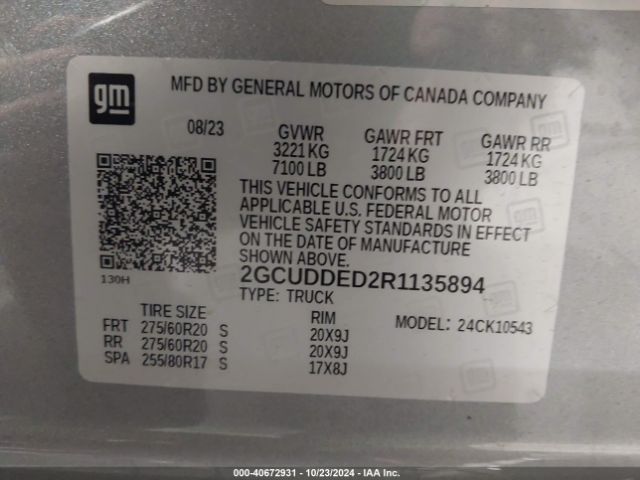 gm
MFD BY GENERAL MOTORS OF CANADA COMPANY
08/23 GVWR GAWR FRT GAWR RR
3221 KG 1724 KG 1724 KG
7100 LB 3800 LB 3800 LB
THIS VEHICLE CONFORMS TO ALL
APPLICABLE U.S. FEDERAL MOTOR
VEHICLE SAFETY STANDARDS IN EFFECT
ON THE DATE OF MANUFACTURE
SHOWN ABOVE.
130H
2GCUDDED2R1135894
TYPE: TRUCK
TIRE SIZE RIM MODEL: 24CK10543
FRT 275/60R20 S 20X9J
RR 275/60R20 S 20X9J
SPA 255/80R17 S 17X8J
000-40672931 - 10/23/2024 - IAA Inc.